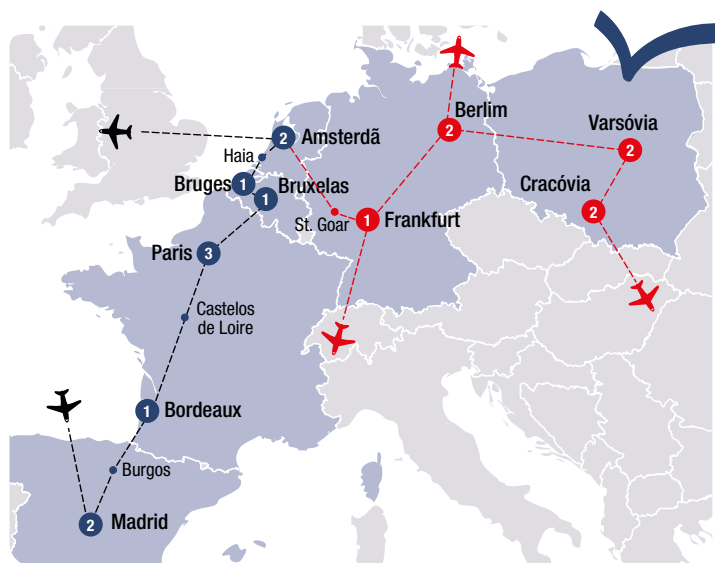 Berlim
2
Varsóvia
2
2
Amsterdã
Haia
Bruges
1
Bruxelas
1
Cracóvia
2
St. Goar
1
Frankfurt
Paris
3
Castelos
de Loire
1
Bordeaux
Burgos
2
Madrid